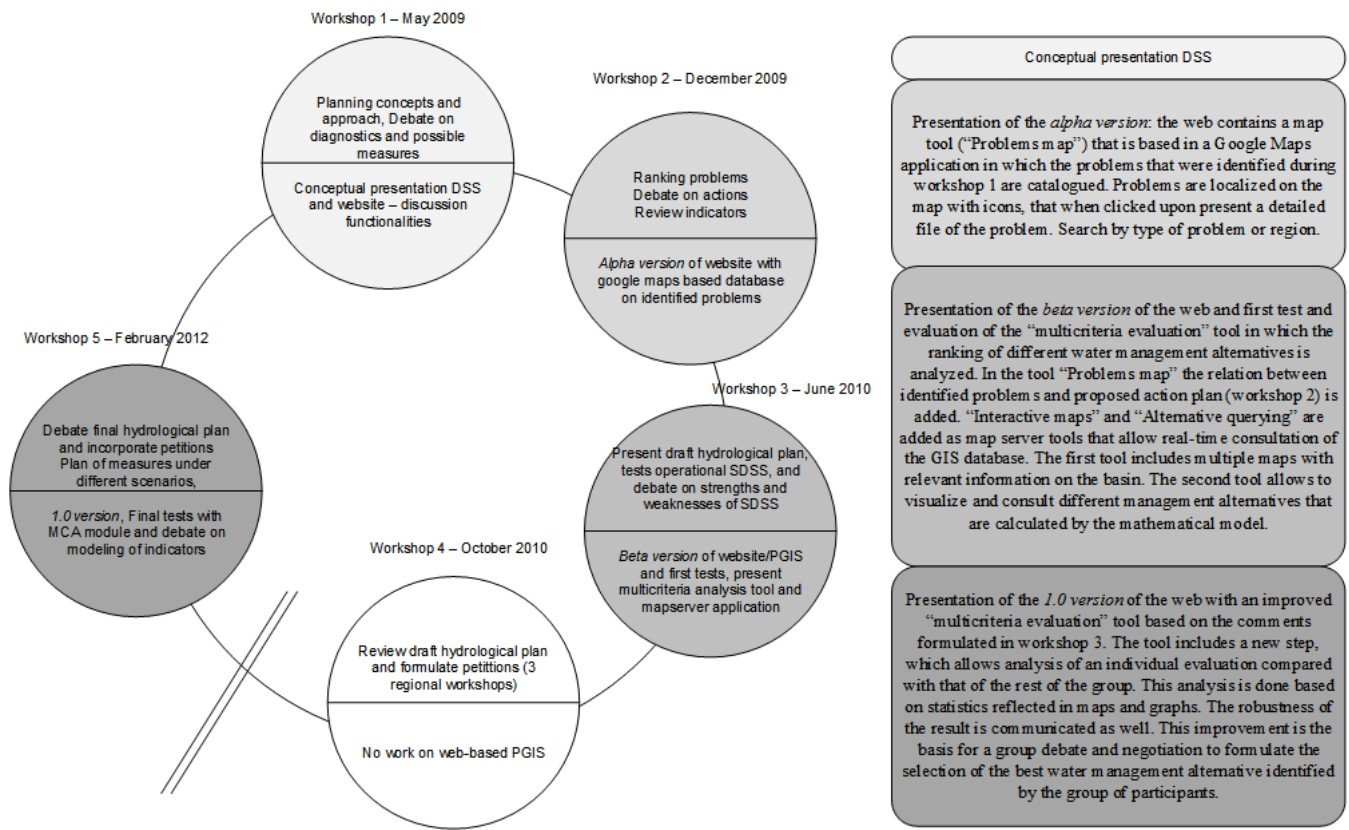 Workshop 1 – May 2009
Planning concepts and
approach, Debate on
diagnostics and possible
measures
Conceptual presentation DSS
and website – discussion
functionalities
Workshop 2 – December 2009
Ranking problems
Debate on actions
Review indicators
Alpha version of website with
google maps based database
on identified problems
Workshop 3 – June 2010
Present draft hydrological plan,
tests operational SDSS, and
debate on strengths and
weaknesses of SDSS
Beta version of website/PGIS
and first tests, present
multicriteria analysis tool and
mapserver application
Workshop 4 – October 2010
Review draft hydrological plan
and formulate petitions (3
regional workshops)
No work on web-based PGIS
Workshop 5 – February 2012
Debate final hydrological plan
and incorporate petitions
Plan of measures under
different scenarios,
1.0 version, Final tests with
MCA module and debate on
modeling of indicators
Conceptual presentation DSS
Presentation of the alpha version: the web contains a map
tool (“Problems map”) that is based in a Google Maps
application in which the problems that were identified during
workshop 1 are catalogued. Problems are localized on the
map with icons, that when clicked upon present a detailed
file of the problem. Search by type of problem or region.
Presentation of the beta version of the web and first test and
evaluation of the “multicriteria evaluation” tool in which the
ranking of different water management alternatives is
analyzed. In the tool “Problems map” the relation between
identified problems and proposed action plan (workshop 2) is
added. “Interactive maps” and “Alternative querying” are
added as map server tools that allow real-time consultation of
the GIS database. The first tool includes multiple maps with
relevant information on the basin. The second tool allows to
visualize and consult different management alternatives that
are calculated by the mathematical model.
Presentation of the 1.0 version of the web with an improved
“multicriteria evaluation” tool based on the comments
formulated in workshop 3. The tool includes a new step,
which allows analysis of an individual evaluation compared
with that of the rest of the group. This analysis is done based
on statistics reflected in maps and graphs. The robustness of
the result is communicated as well. This improvement is the
basis for a group debate and negotiation to formulate the
selection of the best water management alternative identified
by the group of participants.